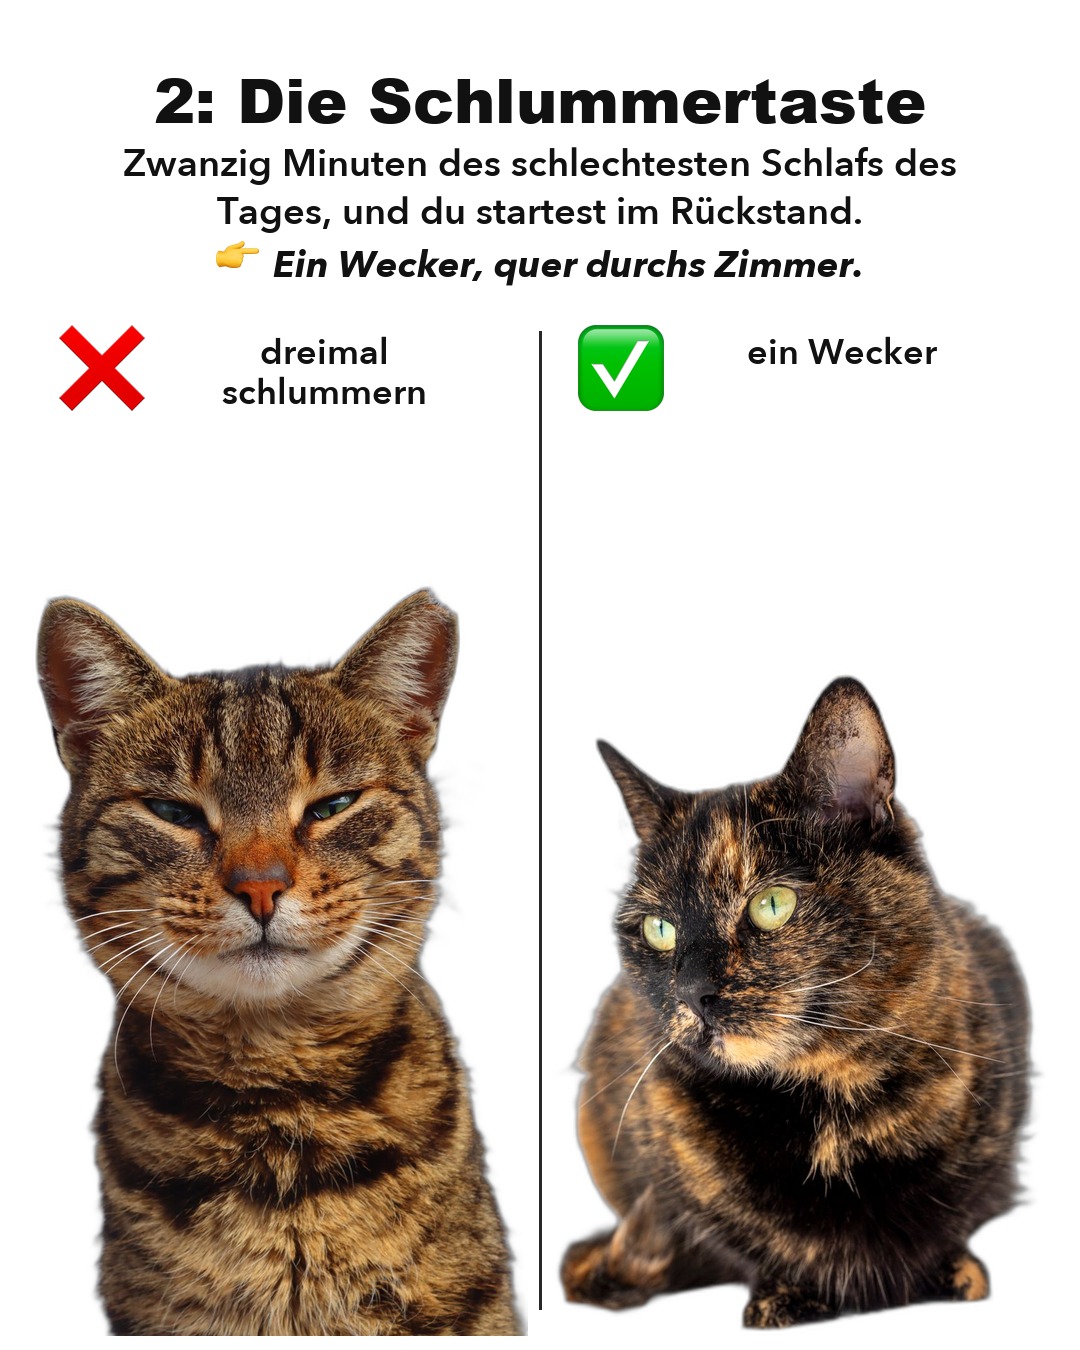 2: Die Schlummertaste
Zwanzig Minuten des schlechtesten Schlafs des
Tages, und du startest im Rückstand.
👉 Ein Wecker, quer durchs Zimmer.
❌ dreimal
schlummern
✅ ein Wecker